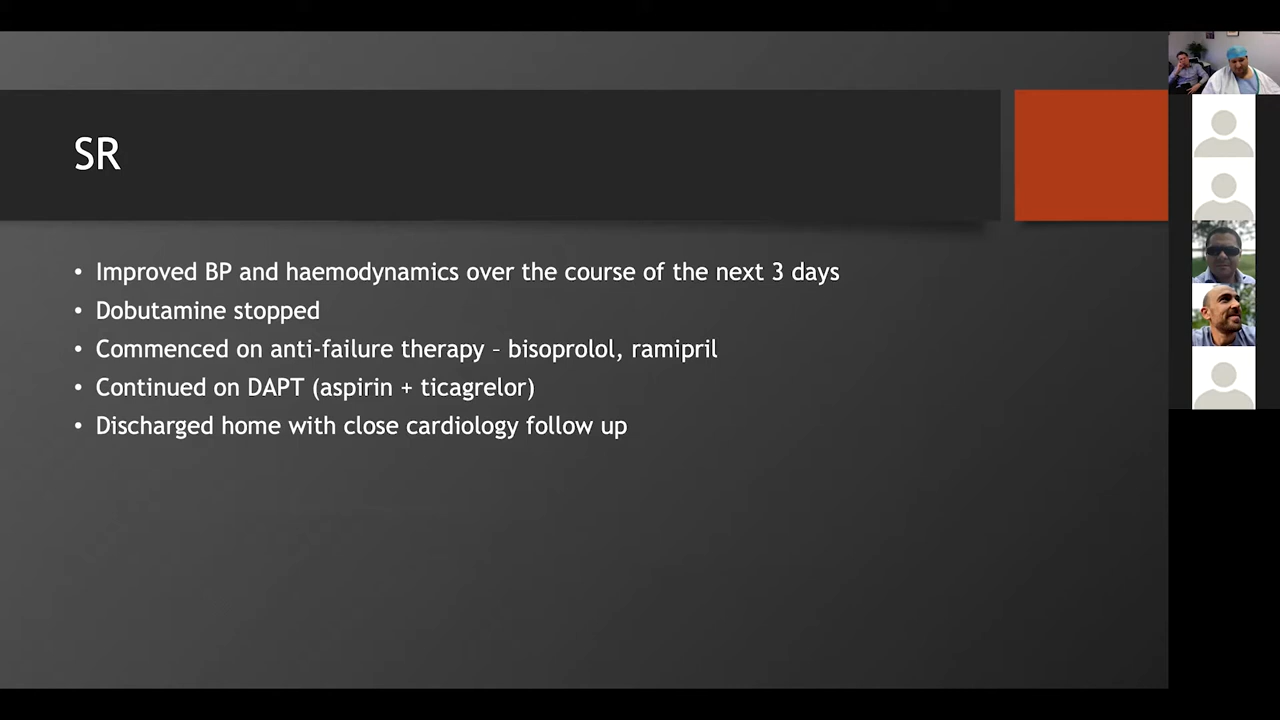 SR
• Improved BP and haemodynamics over the course of the next 3 days
• Dobutamine stopped
• Commenced on anti-failure therapy – bisoprolol, ramipril
• Continued on DAPT (aspirin + ticagrelor)
• Discharged home with close cardiology follow up